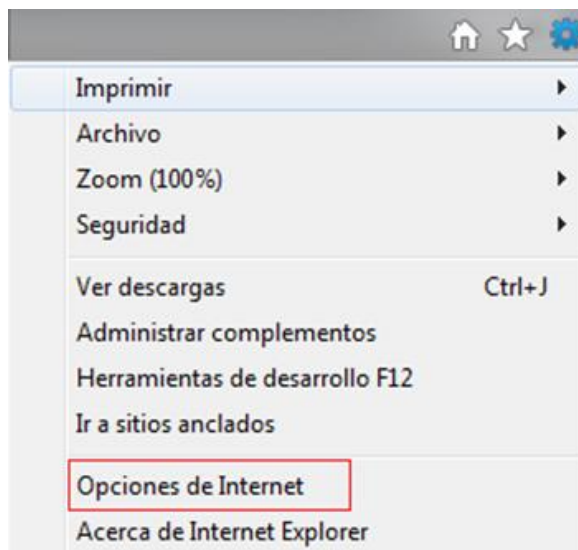 Imprimir
Archivo
Zoom (100%)
Seguridad
Ver descargas Ctrl+J
Administrar complementos
Herramientas de desarrollo F12
Ir a sitios anclados
Opciones de Internet
Acerca de Internet Explorer